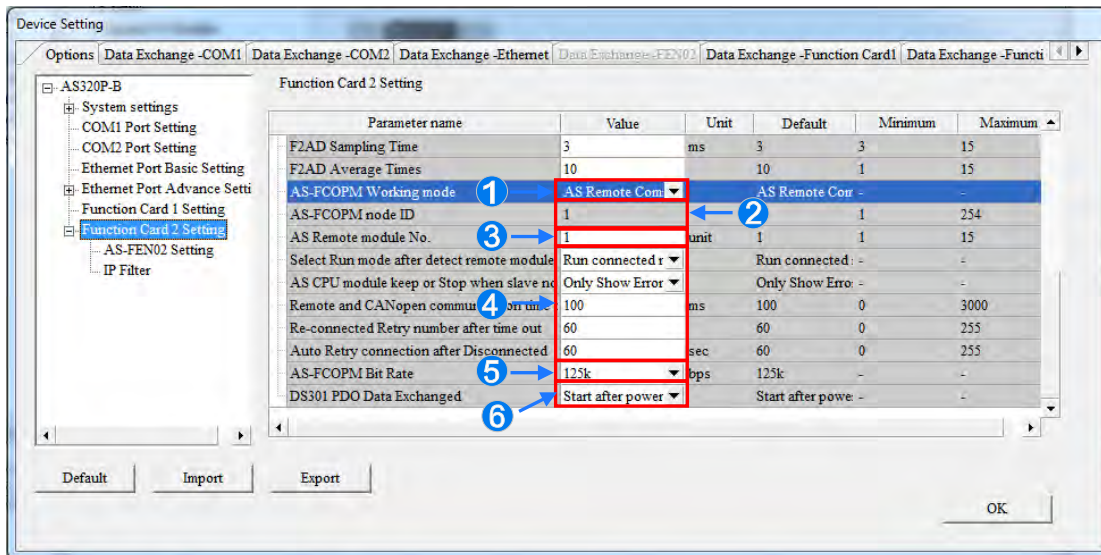 Device Setting
Options Data Exchange -COM1 Data Exchange -COM2 Data Exchange -Ethernet Data Exchange -FEN02 Data Exchange -Function Card1 Data Exchange -Functi
AS320P-B
System settings
COM1 Port Setting
COM2 Port Setting
Ethernet Port Basic Setting
Ethernet Port Advance Setti
Function Card 1 Setting
Function Card 2 Setting
AS-FEN02 Setting
IP Filter
Function Card 2 Setting
Parameter name Value Unit Default Minimum Maximum
F2AD Sampling Time 3 ms 3 3 15
F2AD Average Times 10 10 1 15
AS-FCOPM Working mode 1 AS Remote Com AS Remote Com - -
AS-FCOPM node ID 1 2 1 254
AS Remote module No. 3 1 unit 1 1 15
Select Run mode after detect remote module Run connected r Run connected : - -
AS CPU module keep or Stop when slave no Only Show Error Only Show Erro: - -
Remote and CANopen 4 time 100 ms 100 0 3000
Re-connected Retry number after time out 60 60 0 255
Auto Retry connection after Disconnected 60 sec 60 0 255
AS-FCOPM Bit Rate 5 125k bps 125k - -
DS301 PDO Data Exchanged 6 Start after power Start after powe: - -
Default Import Export
OK